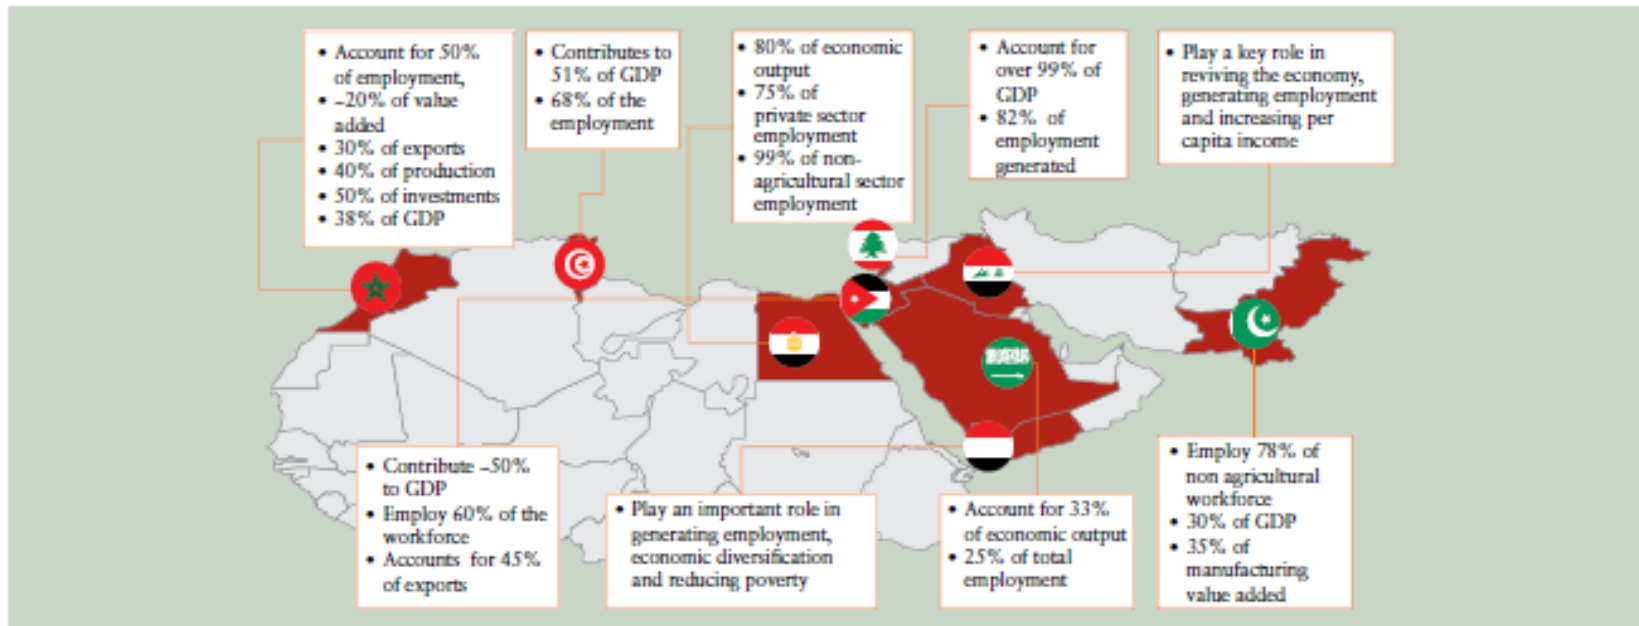 • Account for 50%
of employment,
• ~20% of value
added
• 30% of exports
• 40% of production
• 50% of investments
• 38% of GDP
• Contributes to
51% of GDP
• 68% of the
employment
• 80% of economic
output
• 75% of
private sector
employment
• 99% of non-
agricultural sector
employment
• Account for
over 99% of
GDP
• 82% of
employment
generated
• Play a key role in
reviving the economy,
generating employment
and increasing per
capita income
• Contribute ~50%
to GDP
• Employ 60% of the
workforce
• Accounts for 45%
of exports
• Play an important role in
generating employment,
economic diversification
and reducing poverty
• Account for 33%
of economic output
• 25% of total
employment
• Employ 78% of
non agricultural
workforce
• 30% of GDP
• 35% of
manufacturing
value added